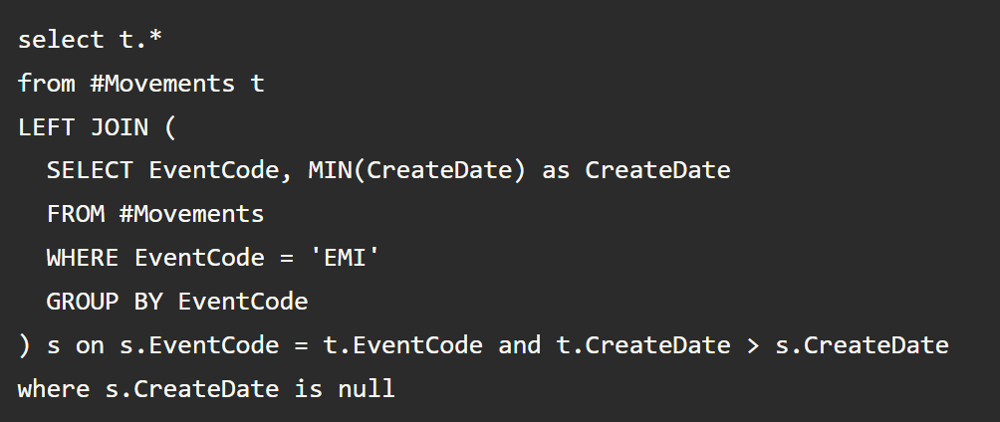 select t.*
from #Movements t
LEFT JOIN (
  SELECT EventCode, MIN(CreateDate) as CreateDate
  FROM #Movements
  WHERE EventCode = 'EMI'
  GROUP BY EventCode
) s on s.EventCode = t.EventCode and t.CreateDate > s.CreateDate
where s.CreateDate is null